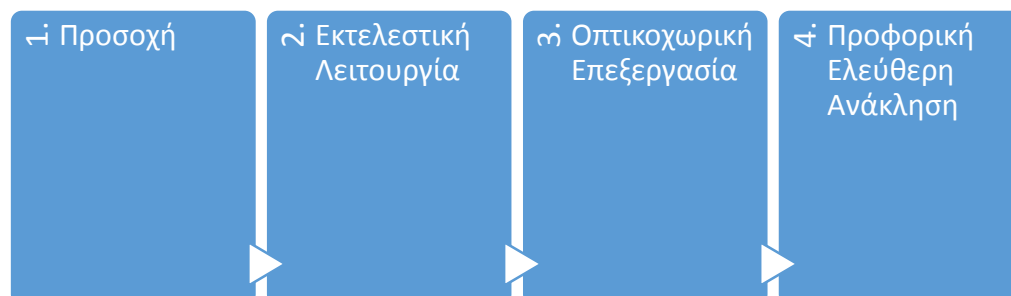 1. Προσοχή
2. Εκτελεστική
Λειτουργία
3. Οπτικοχωρική
Επεξεργασία
4. Προφορική
Ελεύθερη
Ανάκληση